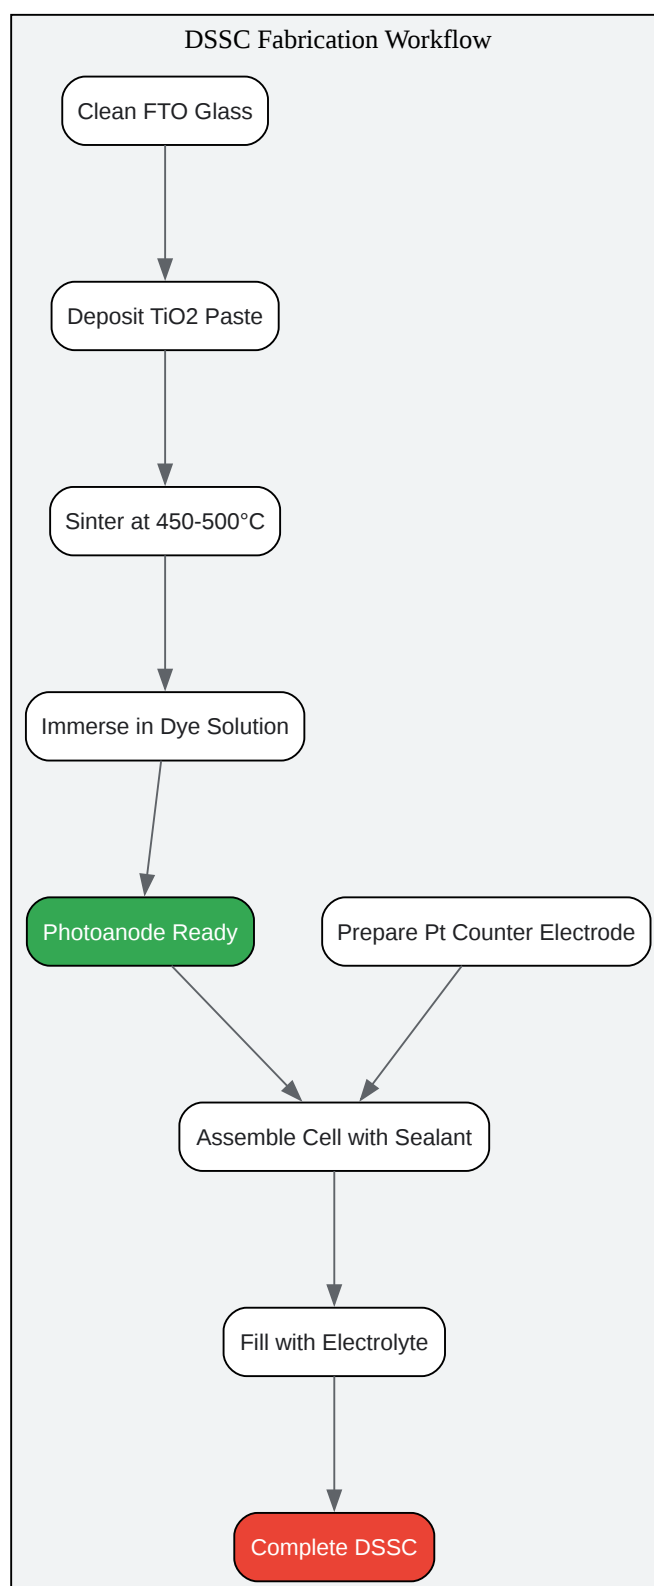 DSSC Fabrication Workflow
Clean FTO Glass
Deposit TiO2 Paste
Sinter at 450-500°C
Immerse in Dye Solution
Photoanode Ready
Prepare Pt Counter Electrode
Assemble Cell with Sealant
Fill with Electrolyte
Complete DSSC